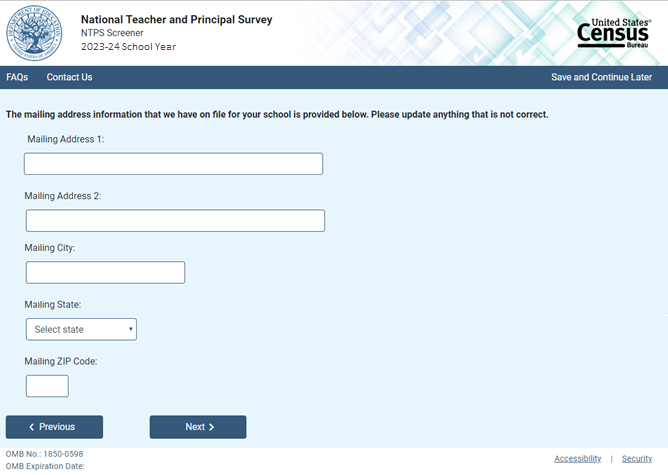 National Teacher and Principal Survey
NTPS Screener
2023-24 School Year
United States®
Census
Bureau
FAQs Contact Us Save and Continue Later
The mailing address information that we have on file for your school is provided below. Please update anything that is not correct.
Mailing Address 1:
Mailing Address 2:
Mailing City:
Mailing State:
Select state
Mailing ZIP Code:
Previous Next
OMB No.: 1850-0598
OMB Expiration Date:
Accessibility | Security